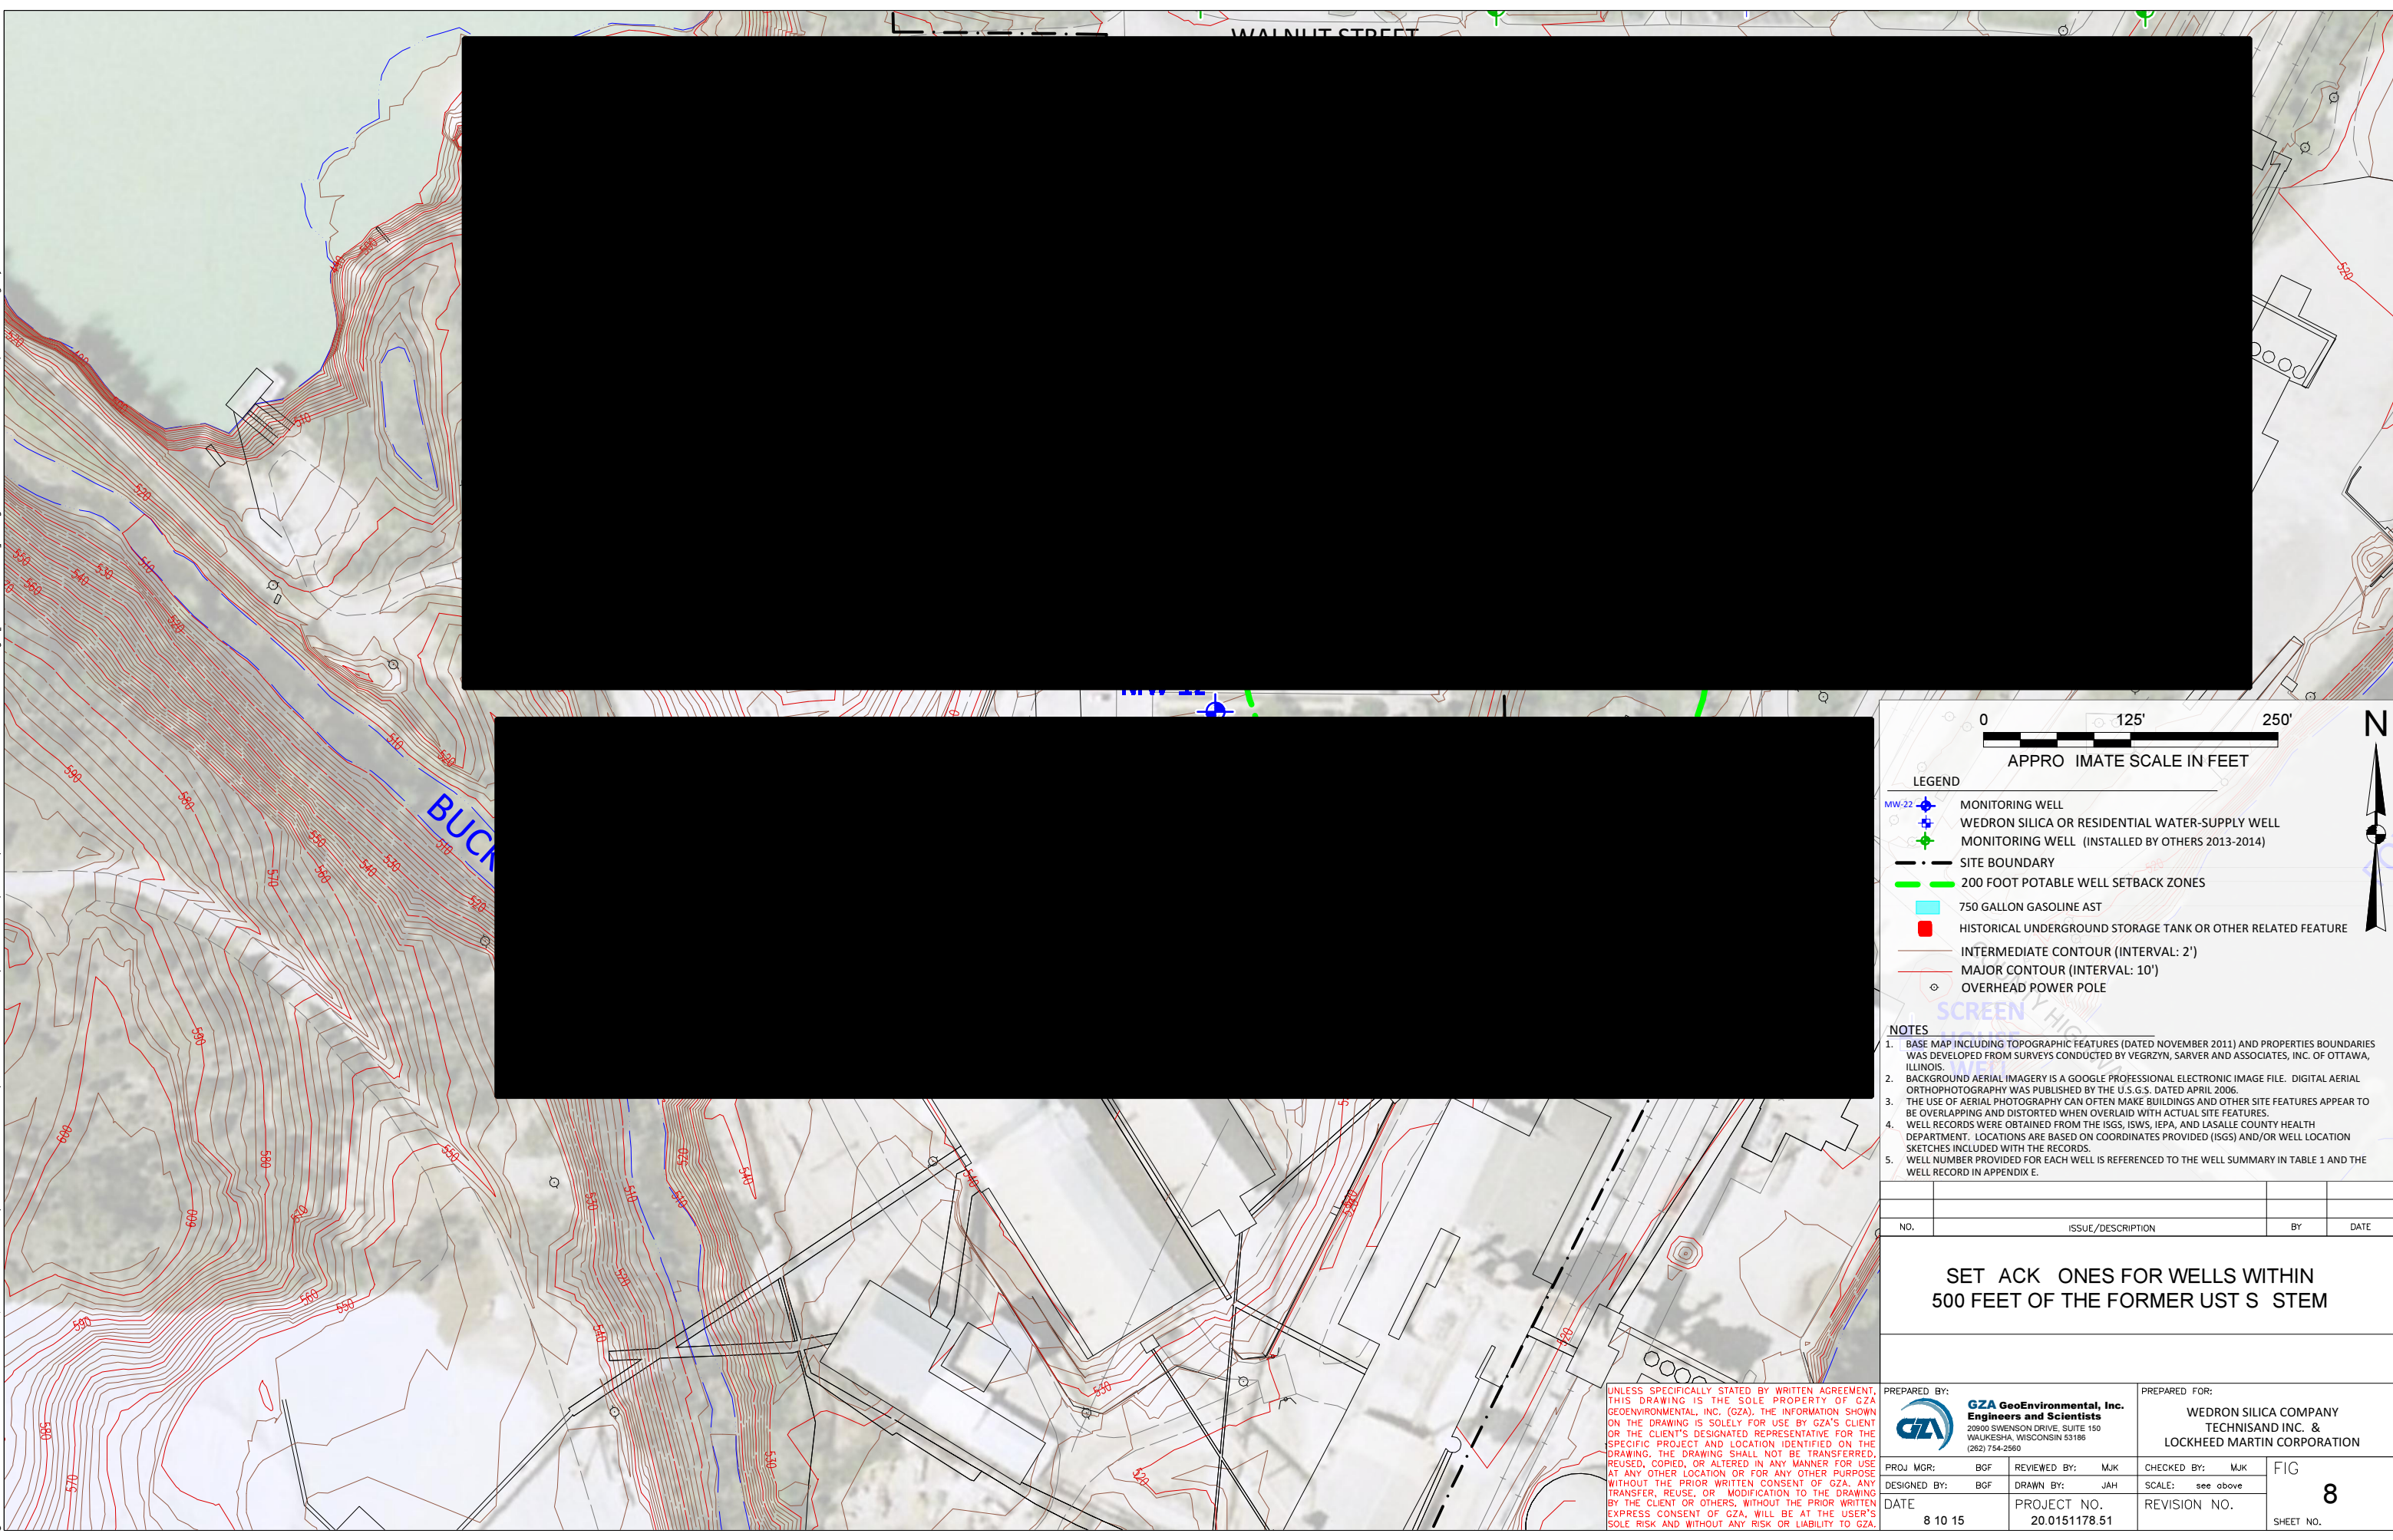 WALNUT STREET
BUCK
0 125' 250'
N
APPRO IMATE SCALE IN FEET
LEGEND
MW-22 MONITORING WELL
WEDRON SILICA OR RESIDENTIAL WATER-SUPPLY WELL
MONITORING WELL (INSTALLED BY OTHERS 2013-2014)
SITE BOUNDARY
200 FOOT POTABLE WELL SETBACK ZONES
750 GALLON GASOLINE AST
HISTORICAL UNDERGROUND STORAGE TANK OR OTHER RELATED FEATURE
INTERMEDIATE CONTOUR (INTERVAL: 2')
MAJOR CONTOUR (INTERVAL: 10')
OVERHEAD POWER POLE
SCREEN
HOUSE
WELL
COUNTY HIGHWA
NOTES
1. BASE MAP INCLUDING TOPOGRAPHIC FEATURES (DATED NOVEMBER 2011) AND PROPERTIES BOUNDARIES
WAS DEVELOPED FROM SURVEYS CONDUCTED BY VEGRZYN, SARVER AND ASSOCIATES, INC. OF OTTAWA,
ILLINOIS.
2. BACKGROUND AERIAL IMAGERY IS A GOOGLE PROFESSIONAL ELECTRONIC IMAGE FILE. DIGITAL AERIAL
ORTHOPHOTOGRAPHY WAS PUBLISHED BY THE U.S.G.S. DATED APRIL 2006.
3. THE USE OF AERIAL PHOTOGRAPHY CAN OFTEN MAKE BUILDINGS AND OTHER SITE FEATURES APPEAR TO
BE OVERLAPPING AND DISTORTED WHEN OVERLAID WITH ACTUAL SITE FEATURES.
4. WELL RECORDS WERE OBTAINED FROM THE ISGS, ISWS, IEPA, AND LASALLE COUNTY HEALTH
DEPARTMENT. LOCATIONS ARE BASED ON COORDINATES PROVIDED (ISGS) AND/OR WELL LOCATION
SKETCHES INCLUDED WITH THE RECORDS.
5. WELL NUMBER PROVIDED FOR EACH WELL IS REFERENCED TO THE WELL SUMMARY IN TABLE 1 AND THE
WELL RECORD IN APPENDIX E.
NO. ISSUE/DESCRIPTION BY DATE
SET ACK ONES FOR WELLS WITHIN
500 FEET OF THE FORMER UST S STEM
UNLESS SPECIFICALLY STATED BY WRITTEN AGREEMENT,
THIS DRAWING IS THE SOLE PROPERTY OF GZA
GEOENVIRONMENTAL, INC. (GZA). THE INFORMATION SHOWN
ON THE DRAWING IS SOLELY FOR USE BY GZA'S CLIENT
OR THE CLIENT'S DESIGNATED REPRESENTATIVE FOR THE
SPECIFIC PROJECT AND LOCATION IDENTIFIED ON THE
DRAWING. THE DRAWING SHALL NOT BE TRANSFERRED,
REUSED, COPIED, OR ALTERED IN ANY MANNER FOR USE
AT ANY OTHER LOCATION OR FOR ANY OTHER PURPOSE
WITHOUT THE PRIOR WRITTEN CONSENT OF GZA. ANY
TRANSFER, REUSE, OR MODIFICATION TO THE DRAWING
BY THE CLIENT OR OTHERS, WITHOUT THE PRIOR WRITTEN
EXPRESS CONSENT OF GZA, WILL BE AT THE USER'S
SOLE RISK AND WITHOUT ANY RISK OR LIABILITY TO GZA.
PREPARED BY:
GZA
GZA GeoEnvironmental, Inc.
Engineers and Scientists
20900 SWENSON DRIVE, SUITE 150
WAUKESHA, WISCONSIN 53186
(262) 754-2560
PREPARED FOR:
WEDRON SILICA COMPANY
TECHNISAND INC. &
LOCKHEED MARTIN CORPORATION
PROJ MGR: BGF REVIEWED BY: MJK CHECKED BY: MJK
DESIGNED BY: BGF DRAWN BY: JAH SCALE: see above
DATE 8 10 15
PROJECT NO. 20.0151178.51
REVISION NO.
FIG 8
SHEET NO.